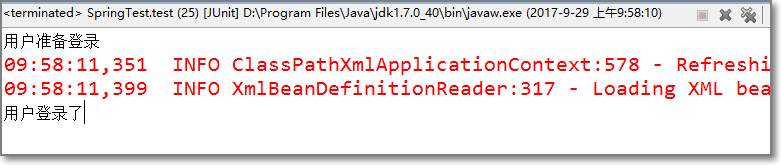 <terminated> SpringTest.test (25) [JUnit] D:\Program Files\Java\jdk1.7.0_40\bin\javaw.exe (2017-9-29 上午9:58:10)
用户准备登录
09:58:11,351  INFO ClassPathXmlApplicationContext:578 - Refreshi
09:58:11,399  INFO XmlBeanDefinitionReader:317 - Loading XML bea
用户登录了